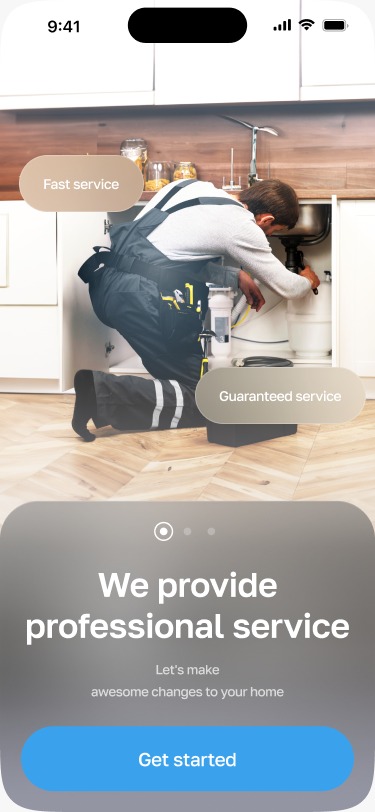 9:41
Fast service
Guaranteed service
We provide
professional service
Let's make
awesome changes to your home
Get started